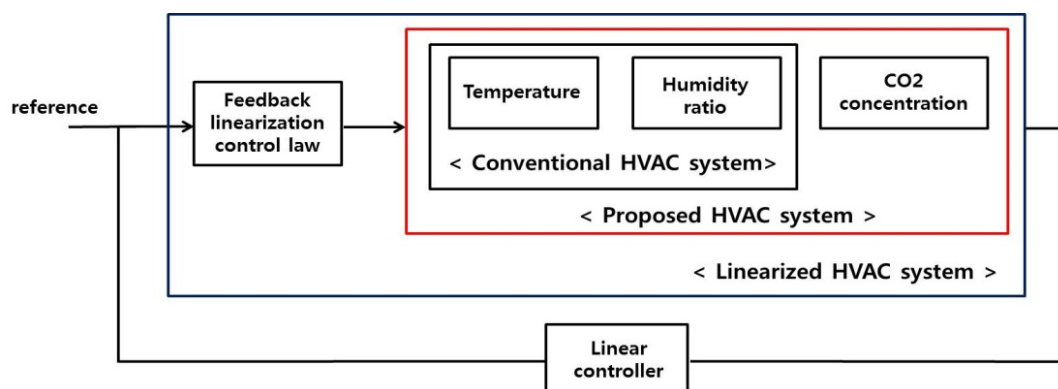 reference
Feedback
linearization
control law
Temperature
Humidity
ratio
CO2
concentration
< Conventional HVAC system>
< Proposed HVAC system >
< Linearized HVAC system >
Linear
controller